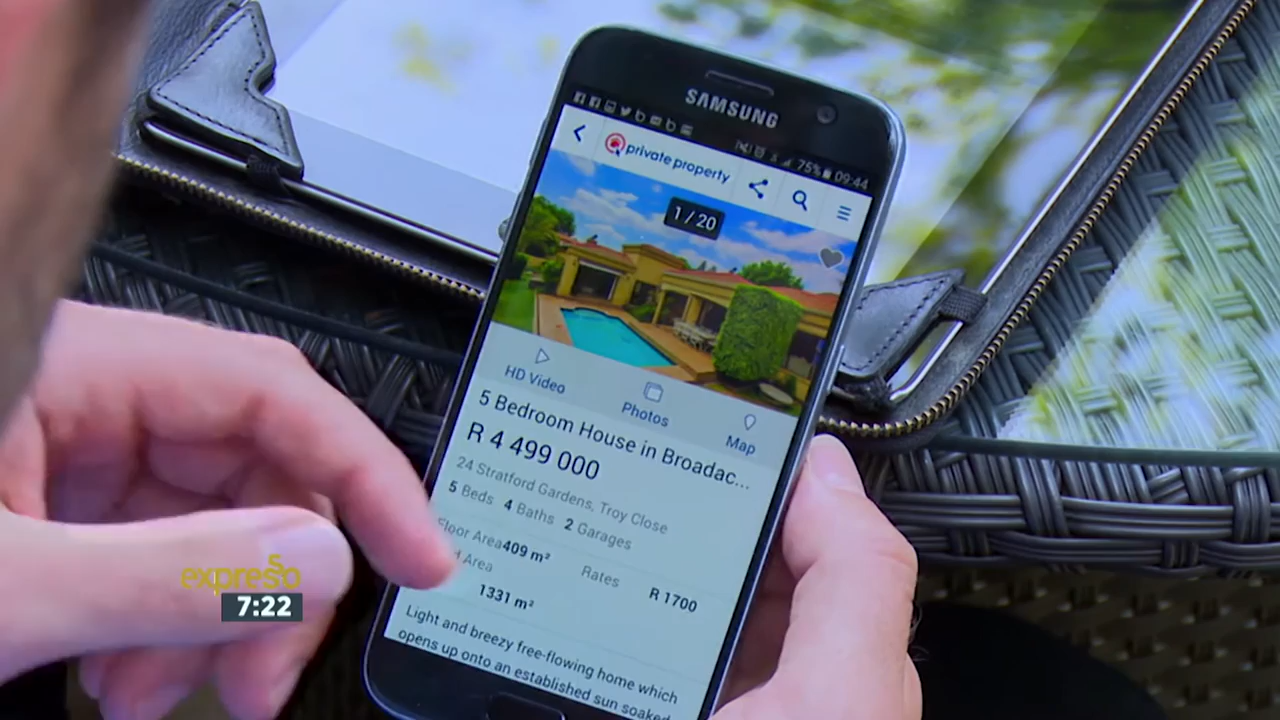 SAMSUNG
75% 09:44
private property
1 / 20
HD Video
Photos
Map
5 Bedroom House in Broadac...
R 4 499 000
24 Stratford Gardens, Troy Close
5 Beds 4 Baths 2 Garages
Floor Area 409 m² Rates R 1700
d Area
1331 m²
Light and breezy free-flowing home which
opens up onto an established sun soaked
expresso
7:22